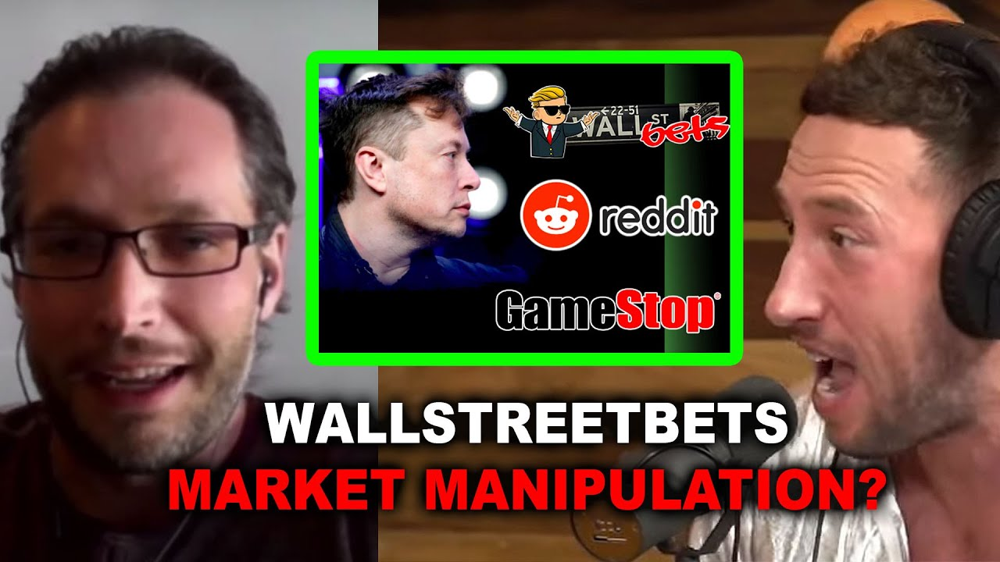 ←22-51
WALL ST
bets
reddit
GameStop®
WALLSTREETBETS
MARKET MANIPULATION?